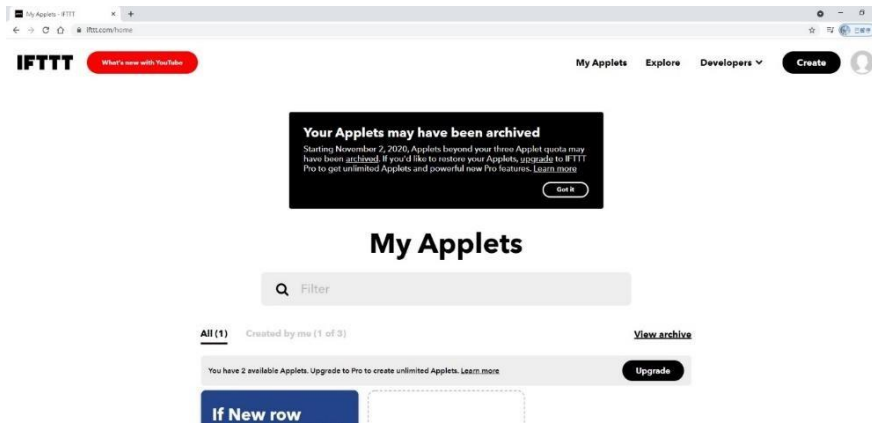 My Applets - IFTTT
ifttt.com/home
IFTTT
What's new with YouTube
My Applets
Explore
Developers
Create
Your Applets may have been archived
Starting November 2, 2020, Applets beyond your three Applet quota may
have been archived. If you'd like to restore your Applets, upgrade to IFTTT
Pro to get unlimited Applets and powerful new Pro features. Learn more
Got it
My Applets
Filter
All (1)
Created by me (1 of 3)
View archive
You have 2 available Applets. Upgrade to Pro to create unlimited Applets. Learn more
Upgrade
If New row